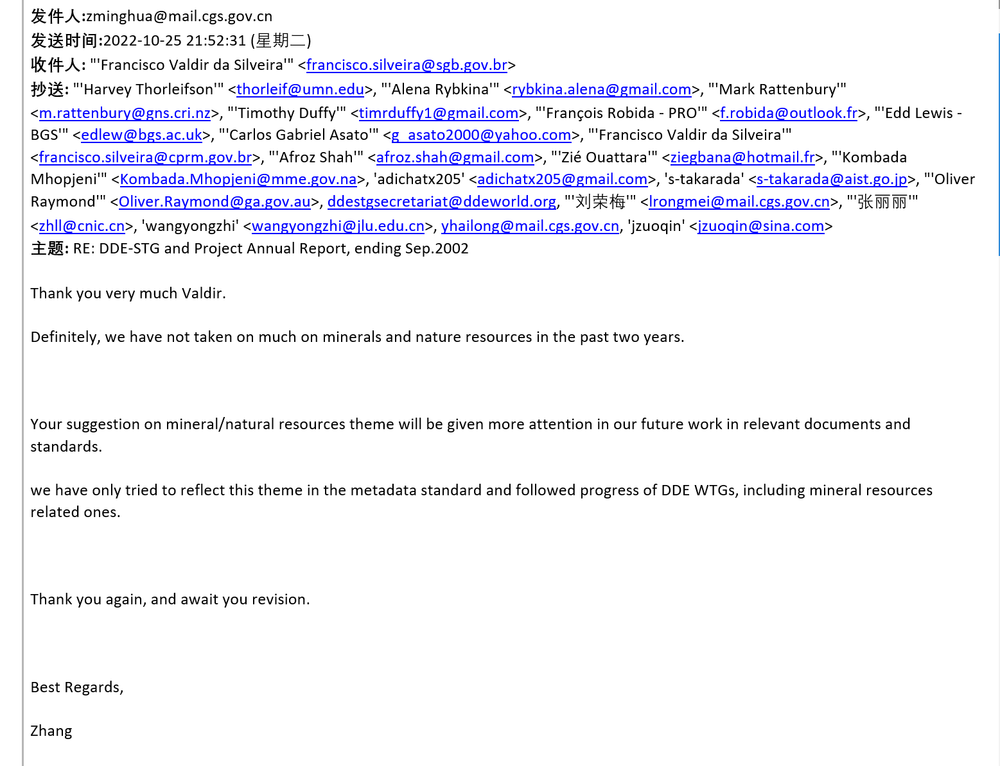 发件人:zminghua@mail.cgs.gov.cn
发送时间:2022-10-25 21:52:31 (星期二)
收件人: "'Francisco Valdir da Silveira'" <francisco.silveira@sgb.gov.br>
抄送: "'Harvey Thorleifson'" <thorleif@umn.edu>, "'Alena Rybkina'" <rybkina.alena@gmail.com>, "'Mark Rattenbury'"
<m.rattenbury@gns.cri.nz>, "'Timothy Duffy'" <timrduffy1@gmail.com>, "'François Robida - PRO'" <f.robida@outlook.fr>, "'Edd Lewis -
BGS'" <edlew@bgs.ac.uk>, "'Carlos Gabriel Asato'" <g_asato2000@yahoo.com>, "'Francisco Valdir da Silveira'"
<francisco.silveira@cprm.gov.br>, "'Afroz Shah'" <afroz.shah@gmail.com>, "'Zié Ouattara'" <ziegbana@hotmail.fr>, "'Kombada
Mhopjeni'" <Kombada.Mhopjeni@mme.gov.na>, 'adichatx205' <adichatx205@gmail.com>, 's-takarada' <s-takarada@aist.go.jp>, "'Oliver
Raymond'" <Oliver.Raymond@ga.gov.au>, ddestgsecretariat@ddeworld.org, "'刘荣梅'" <lrongmei@mail.cgs.gov.cn>, "'张丽丽'"
<zhll@cnic.cn>, 'wangyongzhi' <wangyongzhi@jlu.edu.cn>, yhailong@mail.cgs.gov.cn, 'jzuoqin' <jzuoqin@sina.com>
主题: RE: DDE-STG and Project Annual Report, ending Sep.2002
Thank you very much Valdir.
Definitely, we have not taken on much on minerals and nature resources in the past two years.
Your suggestion on mineral/natural resources theme will be given more attention in our future work in relevant documents and
standards.
we have only tried to reflect this theme in the metadata standard and followed progress of DDE WTGs, including mineral resources
related ones.
Thank you again, and await you revision.
Best Regards,
Zhang